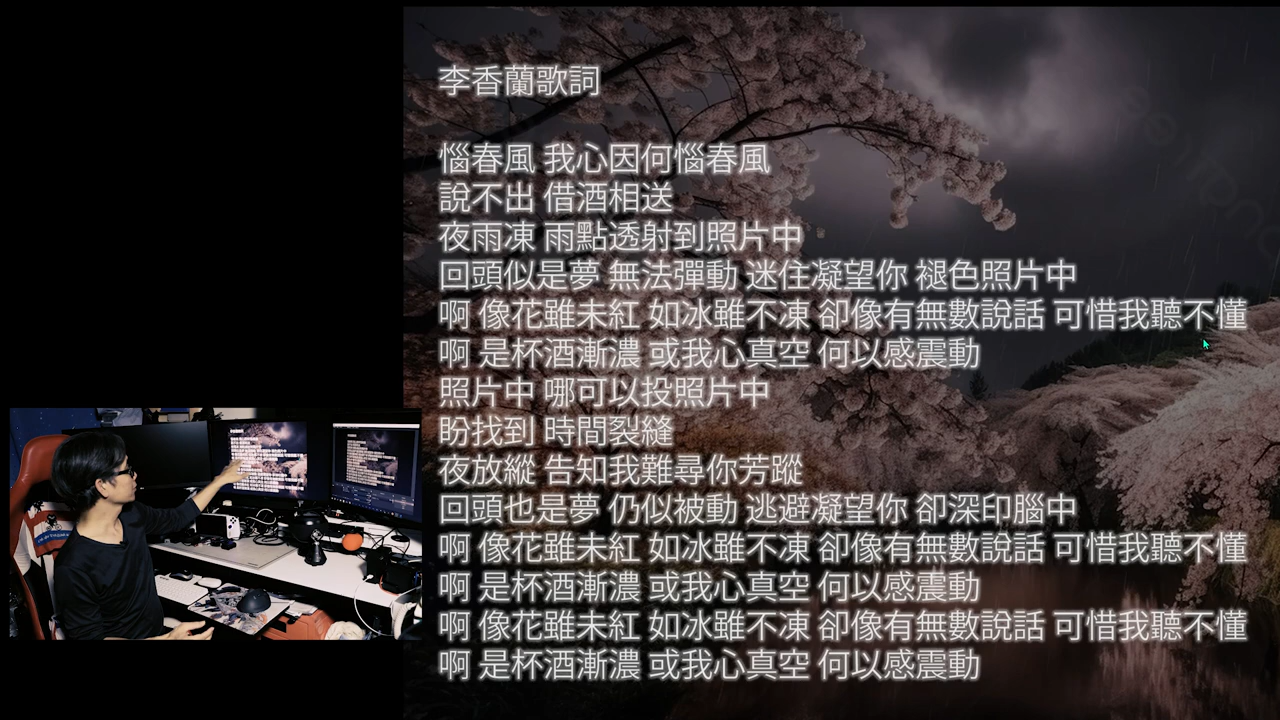 李香蘭歌詞
惱春風 我心因何惱春風
說不出 借酒相送
夜雨凍 雨點透射到照片中
回頭似是夢 無法彈動 迷住凝望你 褪色照片中
啊 像花雖未紅 如冰雖不凍 卻像有無數說話 可惜我聽不懂
啊 是杯酒漸濃 或我心真空 何以感震動
照片中 哪可以投照片中
盼找到 時間裂縫
夜放縱 告知我難尋你芳蹤
回頭也是夢 仍似被動 逃避凝望你 卻深印腦中
啊 像花雖未紅 如冰雖不凍 卻像有無數說話 可惜我聽不懂
啊 是杯酒漸濃 或我心真空 何以感震動
啊 像花雖未紅 如冰雖不凍 卻像有無數說話 可惜我聽不懂
啊 是杯酒漸濃 或我心真空 何以感震動